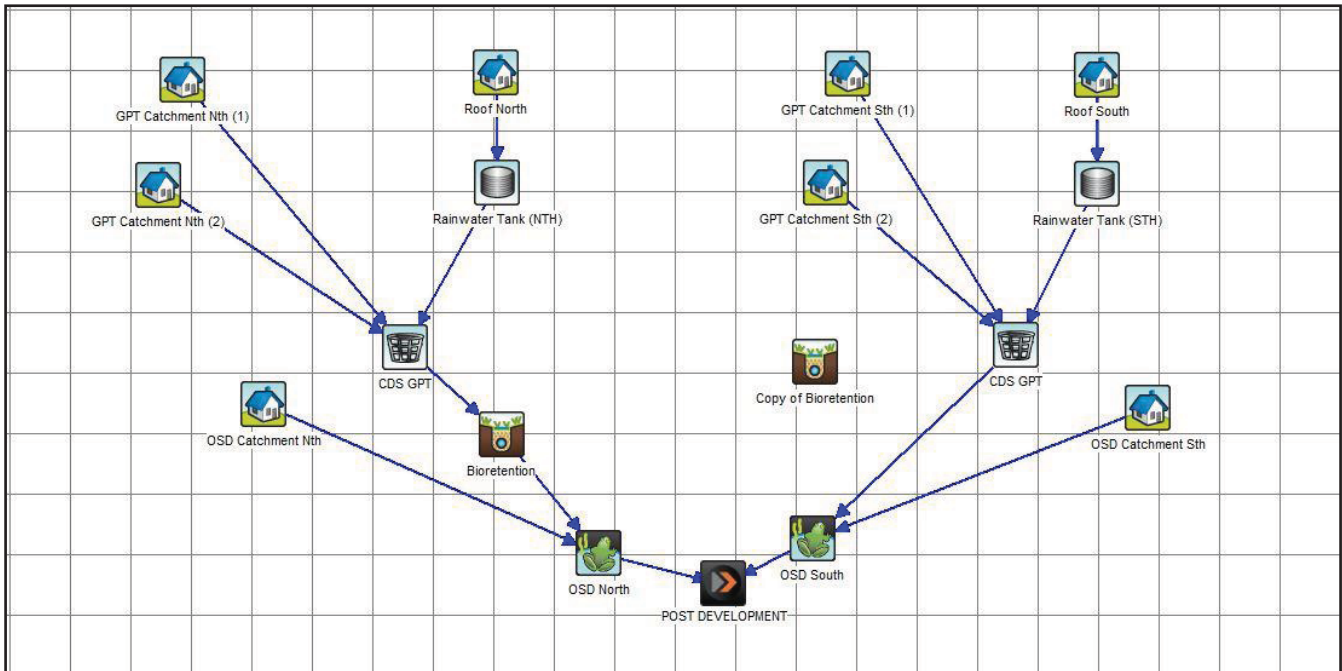 GPT Catchment Nth (1)
Roof North
GPT Catchment Sth (1)
Roof South
GPT Catchment Nth (2)
Rainwater Tank (NTH)
GPT Catchment Sth (2)
Rainwater Tank (STH)
CDS GPT
CDS GPT
Copy of Bioretention
OSD Catchment Nth
OSD Catchment Sth
Bioretention
OSD North
OSD South
POST DEVELOPMENT